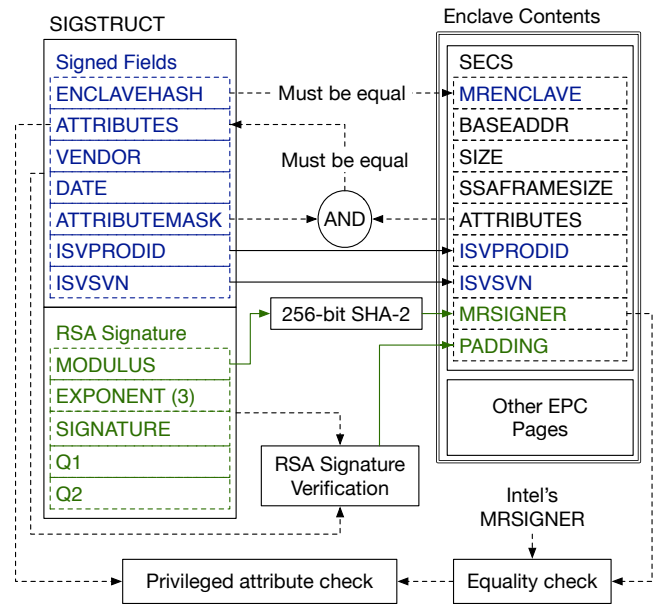 SIGSTRUCT
Signed Fields
ENCLAVEHASH
ATTRIBUTES
VENDOR
DATE
ATTRIBUTEMASK
ISVPRODID
ISVSVN
RSA Signature
MODULUS
EXPONENT (3)
SIGNATURE
Q1
Q2
Must be equal
Must be equal
AND
256-bit SHA-2
RSA Signature
Verification
Enclave Contents
SECS
MRENCLAVE
BASEADDR
SIZE
SSAFRAMESIZE
ATTRIBUTES
ISVPRODID
ISVSVN
MRSIGNER
PADDING
Other EPC
Pages
Intel's
MRSIGNER
Privileged attribute check
Equality check